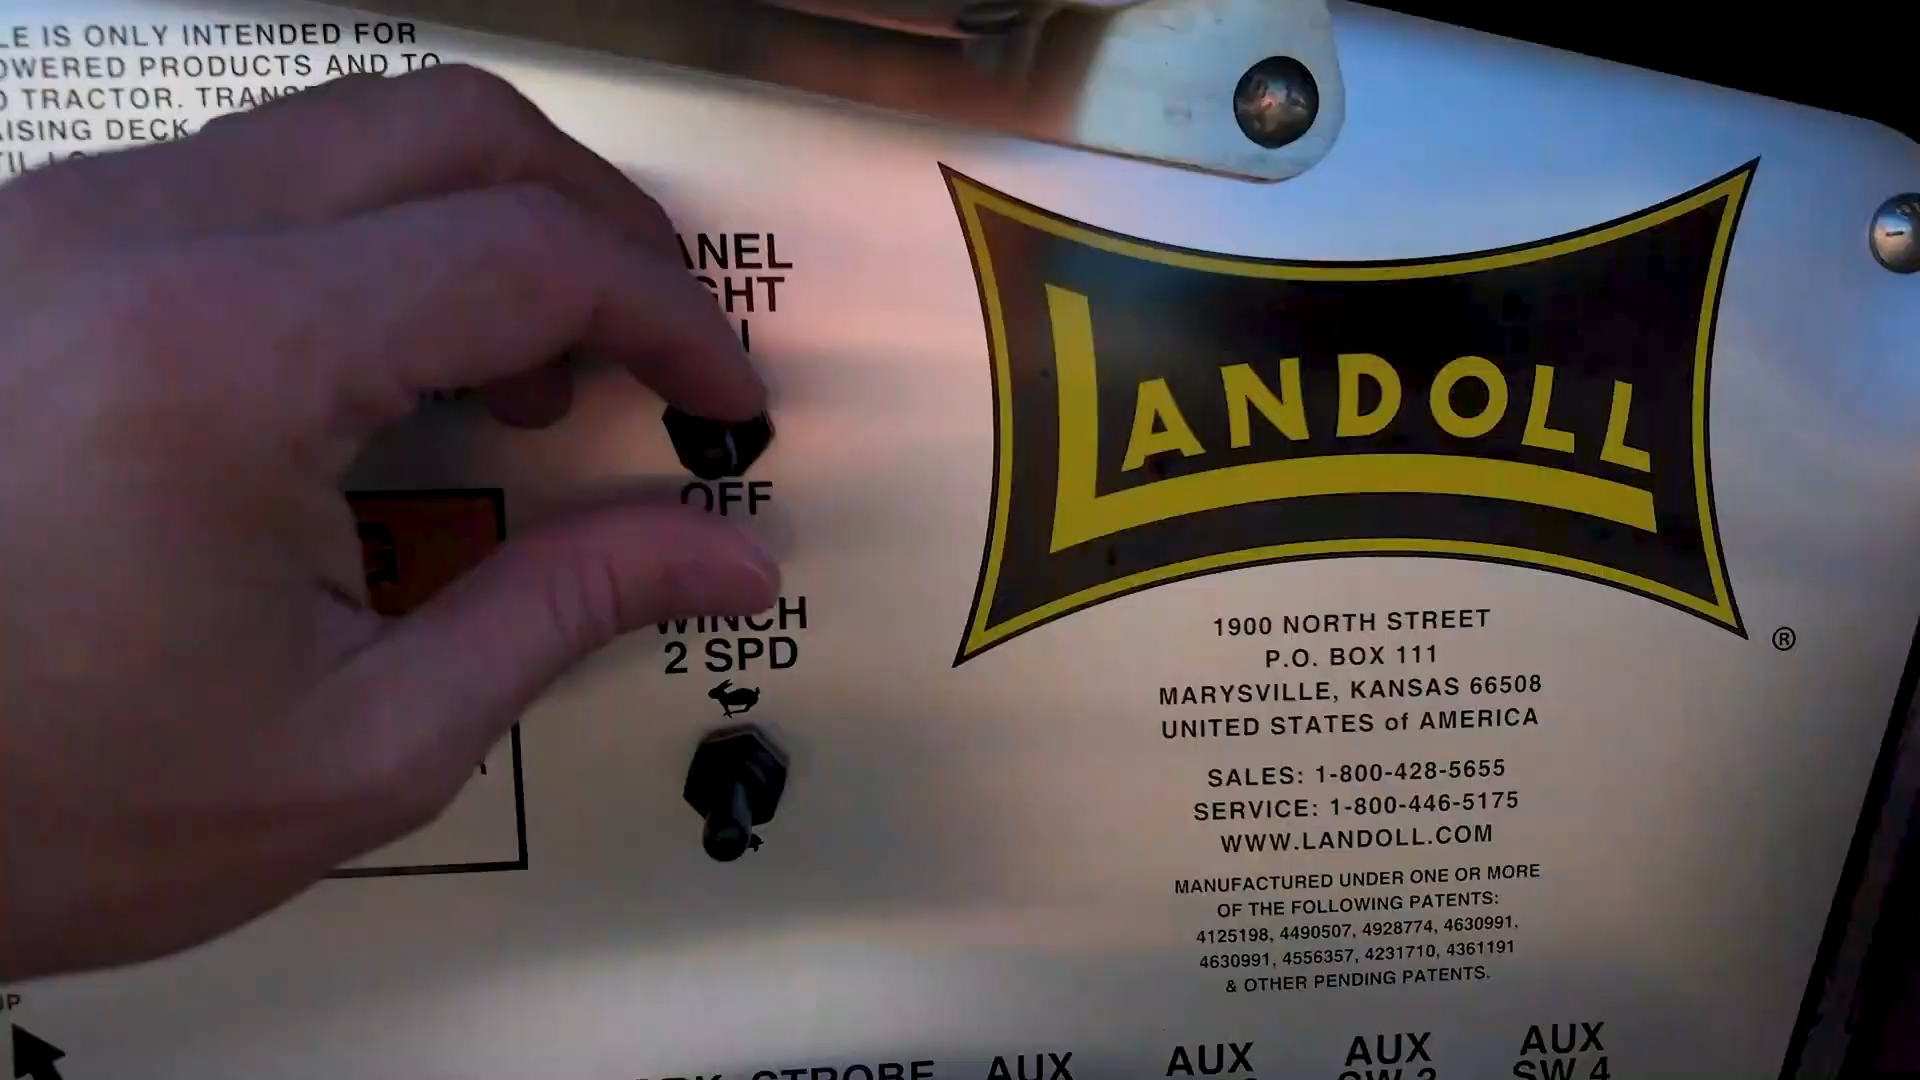 LE IS ONLY INTENDED FOR
OWERED PRODUCTS AND TO
TRACTOR.
AISING DECK
ANEL
GHT
OFF
WINCH
2 SPD
LANDOLL
®
1900 NORTH STREET
P.O. BOX 111
MARYSVILLE, KANSAS 66508
UNITED STATES of AMERICA
SALES: 1-800-428-5655
SERVICE: 1-800-446-5175
WWW.LANDOLL.COM
MANUFACTURED UNDER ONE OR MORE
OF THE FOLLOWING PATENTS:
4125198, 4490507, 4928774, 4630991,
4630991, 4556357, 4231710, 4361191
& OTHER PENDING PATENTS.
UP
STROBE
AUX
AUX
AUX
SW 2
AUX
SW 4